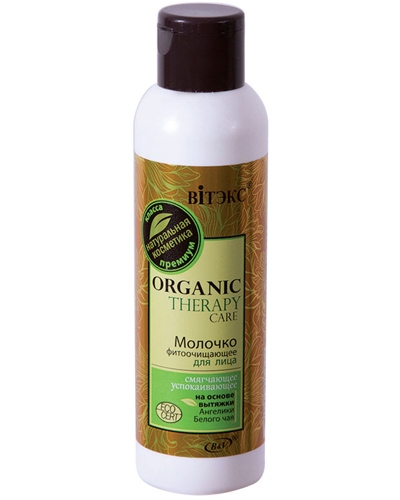 ВІТЭКС®
натуральная косметика
класса премиум
ORGANIC
THERAPY
CARE
Молочко
фитоочищающее
для лица
смягчающее
успокаивающее
на основе
вытяжки
Ангелики
Белого чая
ECO
CERT
B&V®